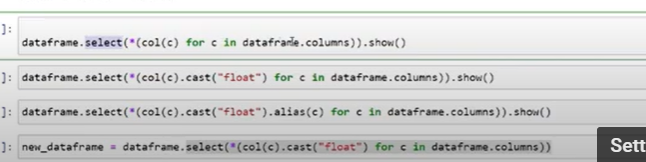 ]:
dataframe.select(*(col(c) for c in dataframe.columns)).show()
]: dataframe.select(*(col(c).cast("float") for c in dataframe.columns)).show()
]: dataframe.select(*(col(c).cast("float").alias(c) for c in dataframe.columns)).show()
]: new_dataframe = dataframe.select(*(col(c).cast("float") for c in dataframe.columns))
Sett